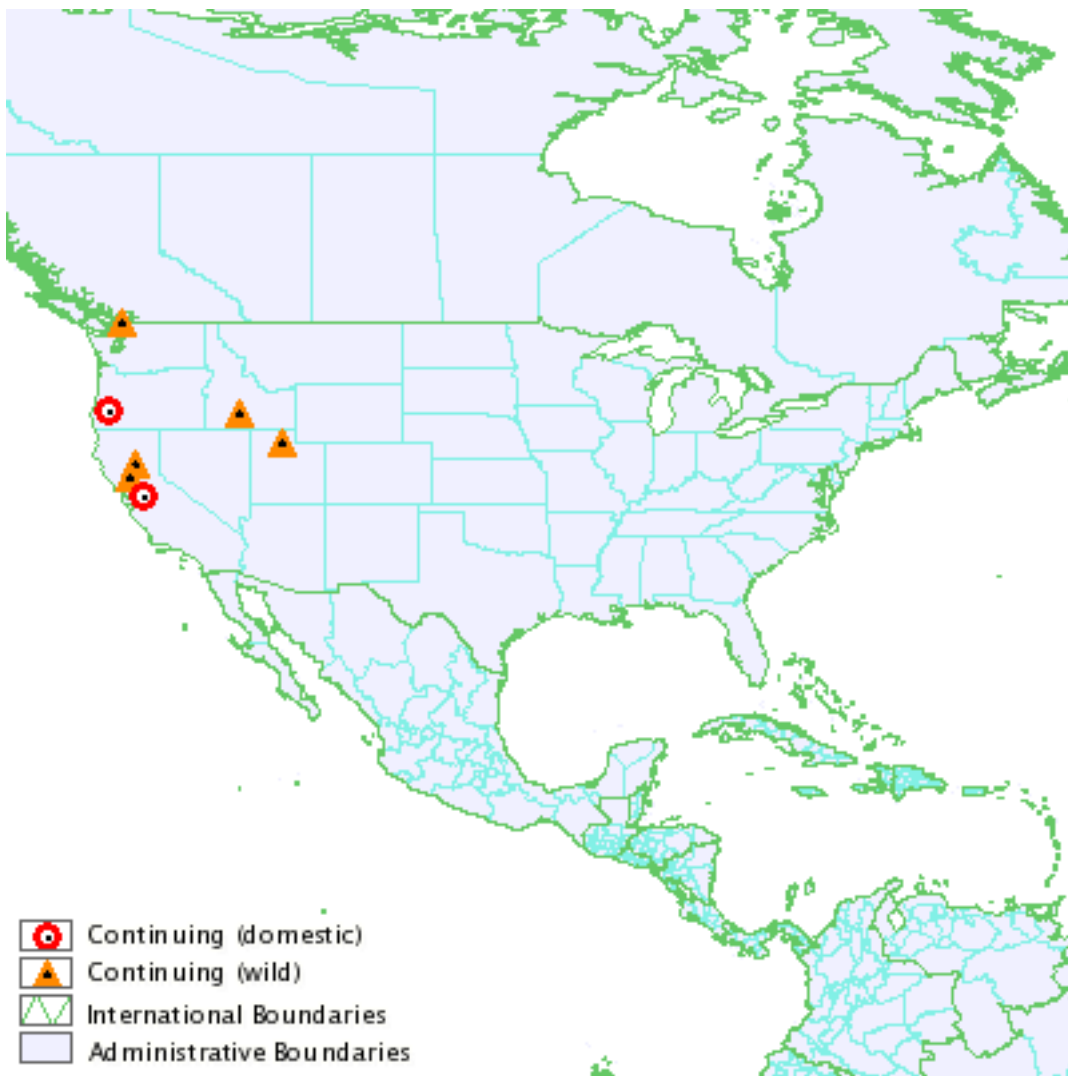 Continuing (domestic)
Continuing (wild)
International Boundaries
Administrative Boundaries